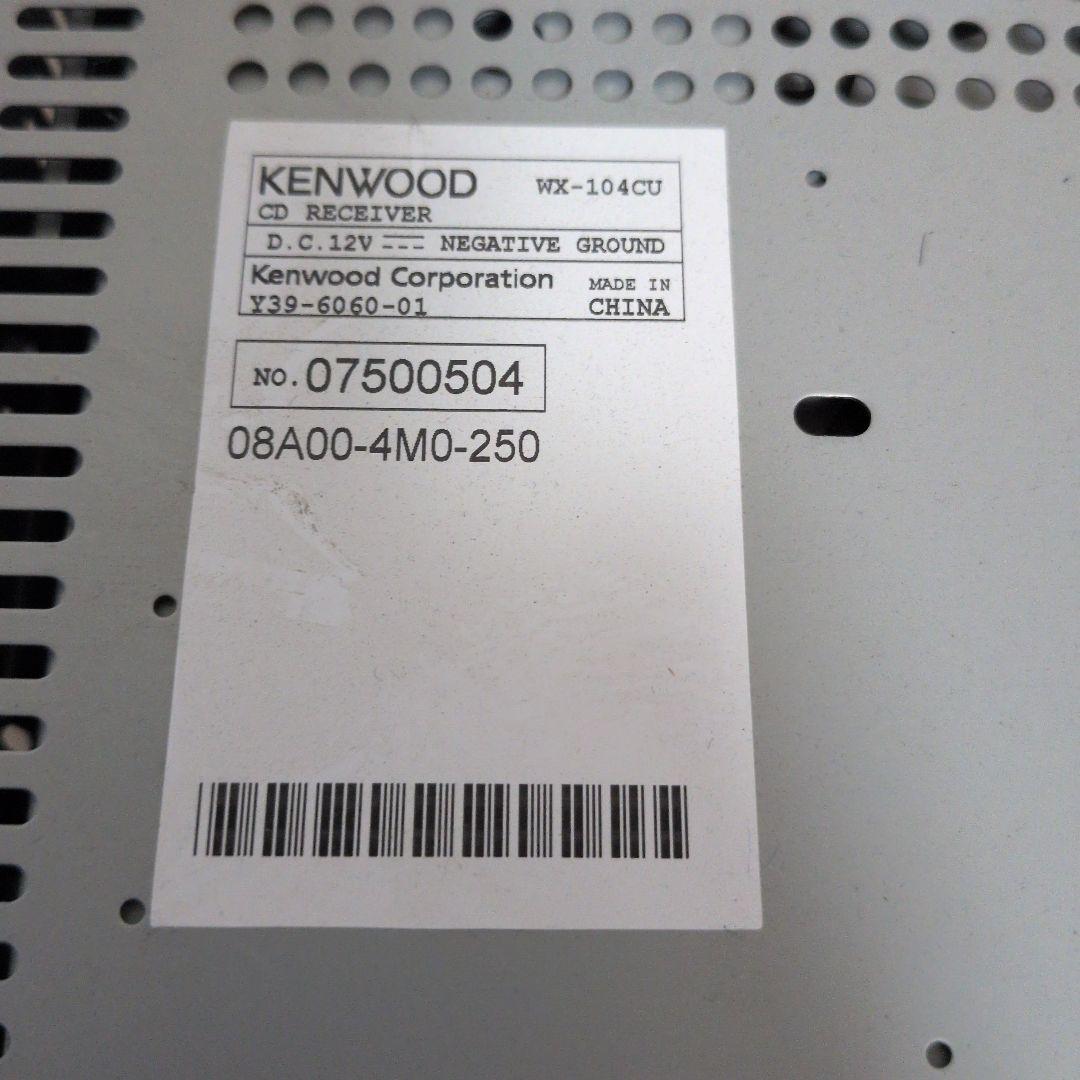 KENWOOD WX-104CU
CD RECEIVER
D.C.12V ⎓ NEGATIVE GROUND
Kenwood Corporation MADE IN
Y39-6060-01 CHINA
NO. 07500504
08A00-4M0-250